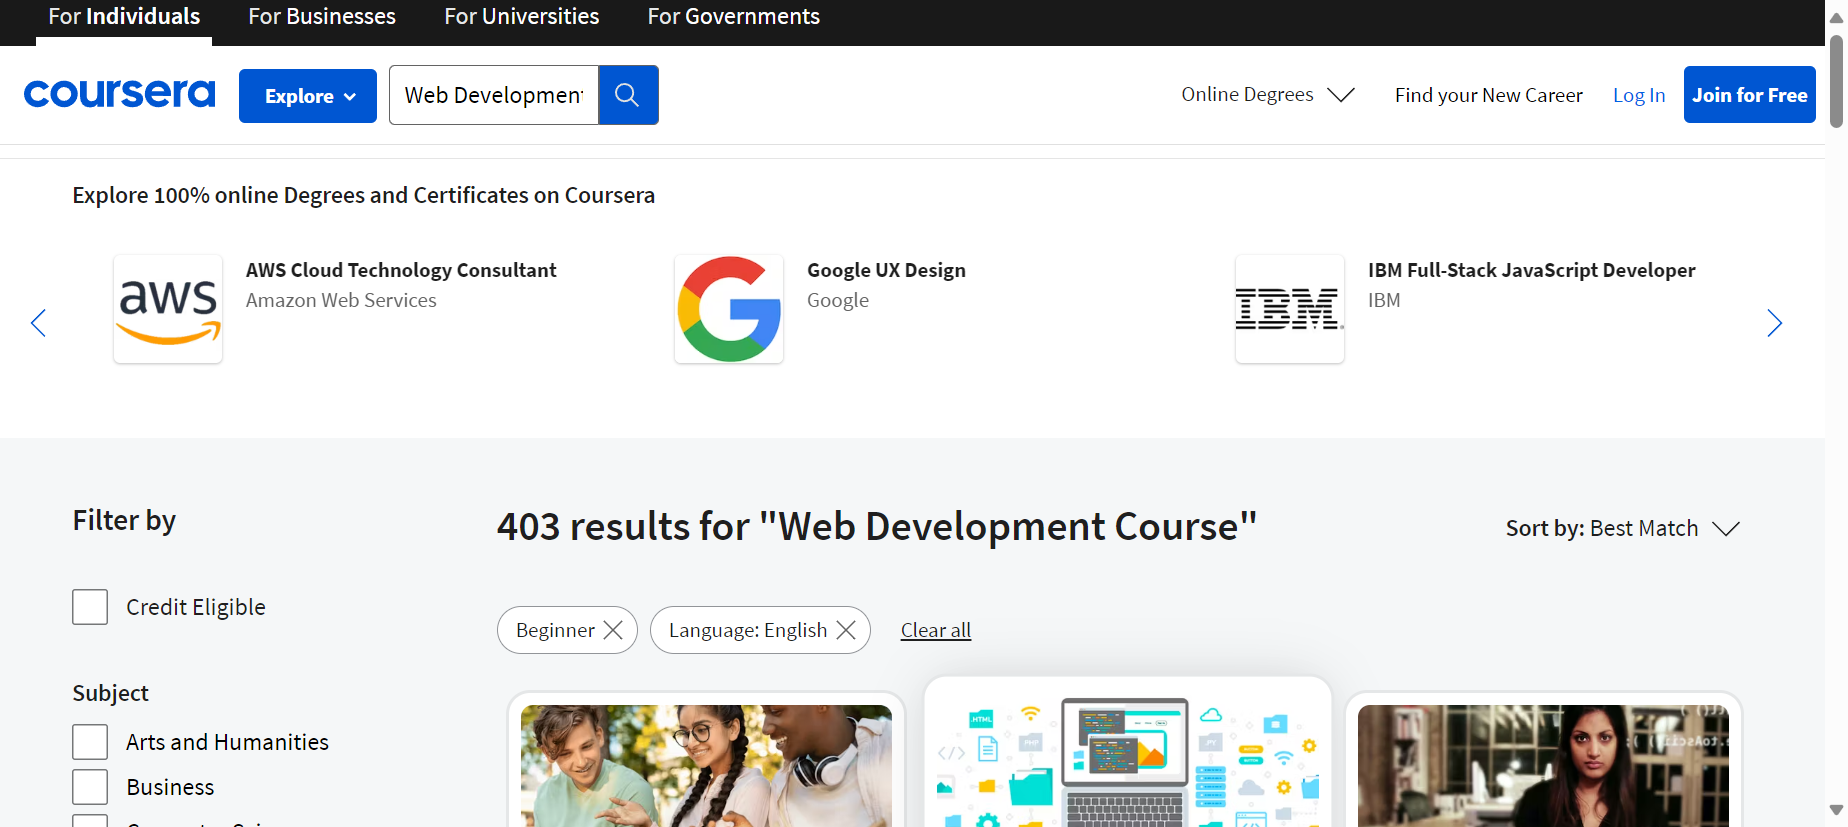 For Individuals
For Businesses
For Universities
For Governments
coursera
Explore
Web Development
Online Degrees
Find your New Career
Log In
Join for Free
Explore 100% online Degrees and Certificates on Coursera
aws
AWS Cloud Technology Consultant
Amazon Web Services
Google UX Design
Google
IBM
IBM Full-Stack JavaScript Developer
IBM
Filter by
403 results for "Web Development Course"
Sort by: Best Match
Credit Eligible
Beginner
Language: English
Clear all
Subject
Arts and Humanities
Business
.HTML
PHP